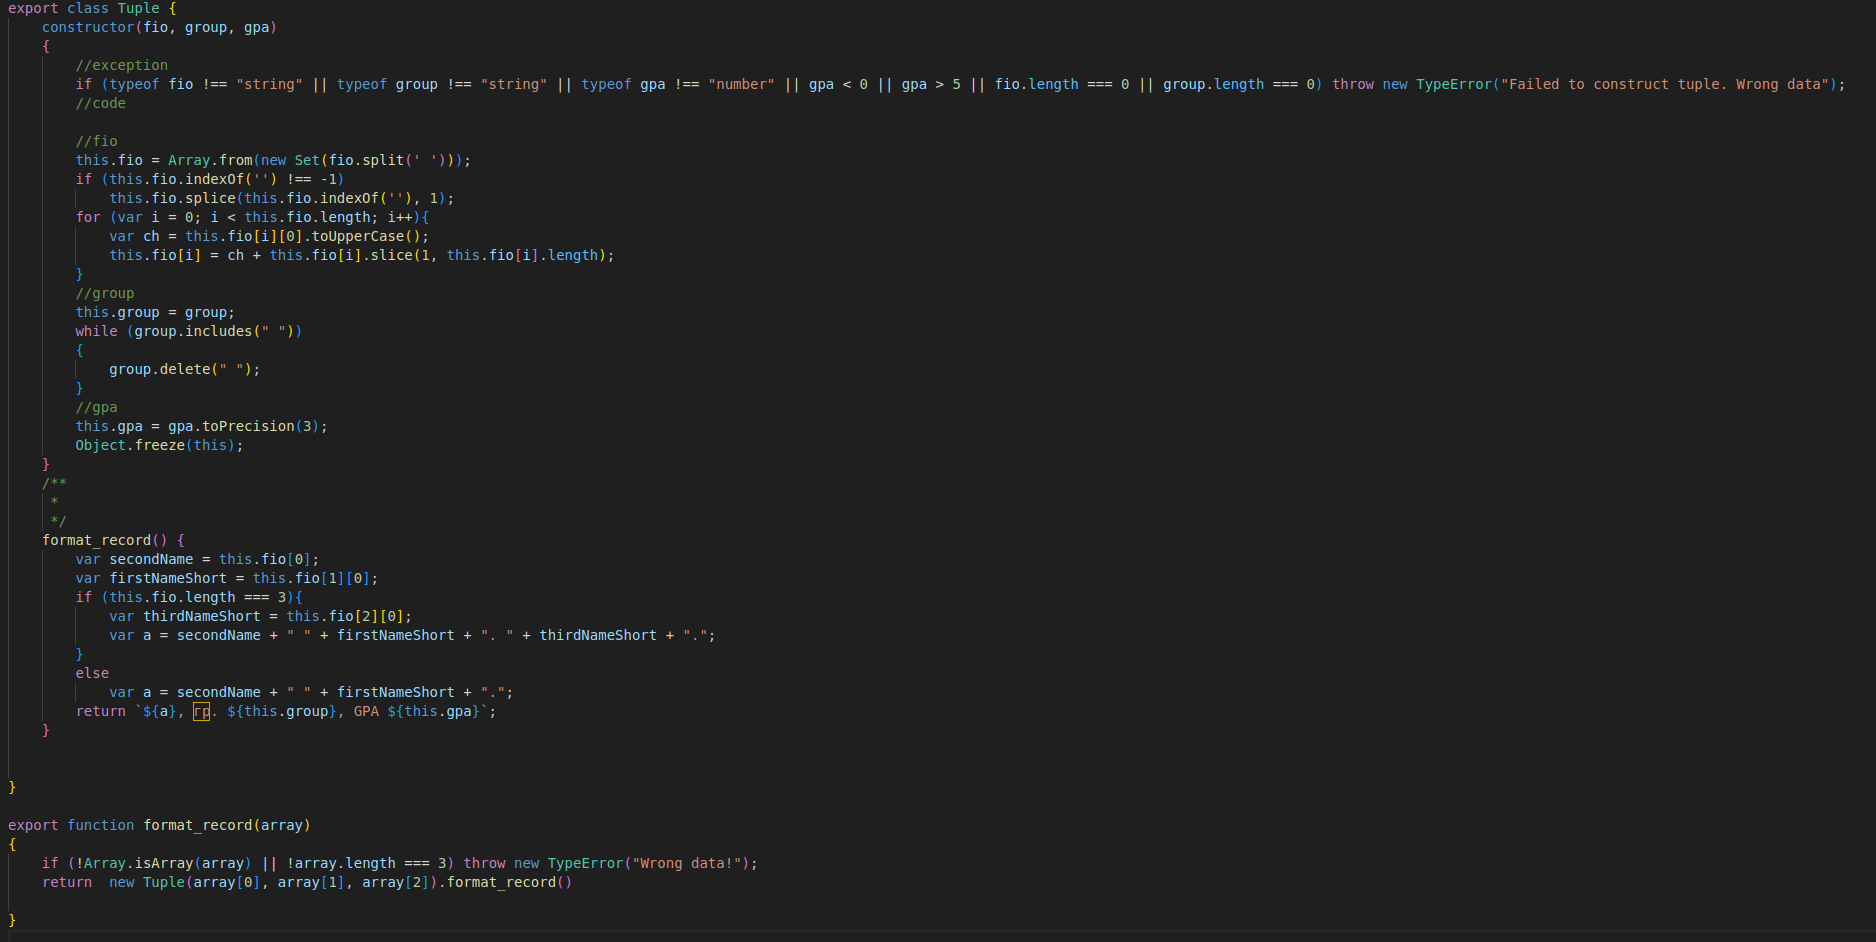 export class Tuple {
    constructor(fio, group, gpa)
    {
        //exception
        if (typeof fio !== "string" || typeof group !== "string" || typeof gpa !== "number" || gpa < 0 || gpa > 5 || fio.length === 0 || group.length === 0) throw new TypeError("Failed to construct tuple. Wrong data");
        //code

        //fio
        this.fio = Array.from(new Set(fio.split(' ')));
        if (this.fio.indexOf('') !== -1)
            this.fio.splice(this.fio.indexOf(''), 1);
        for (var i = 0; i < this.fio.length; i++){
            var ch = this.fio[i][0].toUpperCase();
            this.fio[i] = ch + this.fio[i].slice(1, this.fio[i].length);
        }
        //group
        this.group = group;
        while (group.includes(" "))
        {
            group.delete(" ");
        }
        //gpa
        this.gpa = gpa.toPrecision(3);
        Object.freeze(this);
    }
    /**
     *
     */
    format_record() {
        var secondName = this.fio[0];
        var firstNameShort = this.fio[1][0];
        if (this.fio.length === 3){
            var thirdNameShort = this.fio[2][0];
            var a = secondName + " " + firstNameShort + ". " + thirdNameShort + ".";
        }
        else
            var a = secondName + " " + firstNameShort + ".";
        return `${a}, гр. ${this.group}, GPA ${this.gpa}`;
    }

}

export function format_record(array)
{
    if (!Array.isArray(array) || !array.length === 3) throw new TypeError("Wrong data!");
    return  new Tuple(array[0], array[1], array[2]).format_record()

}